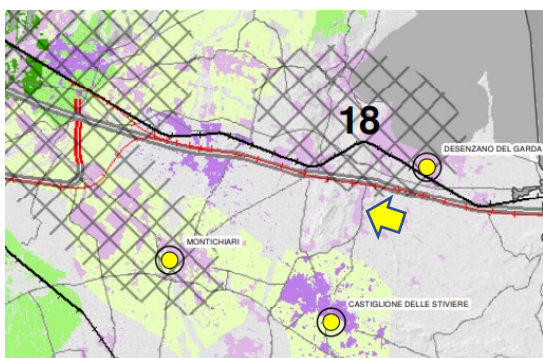 18
DESENZANO DEL GARDA
MONTICHIARI
CASTIGLIONE DELLE STIVIERE